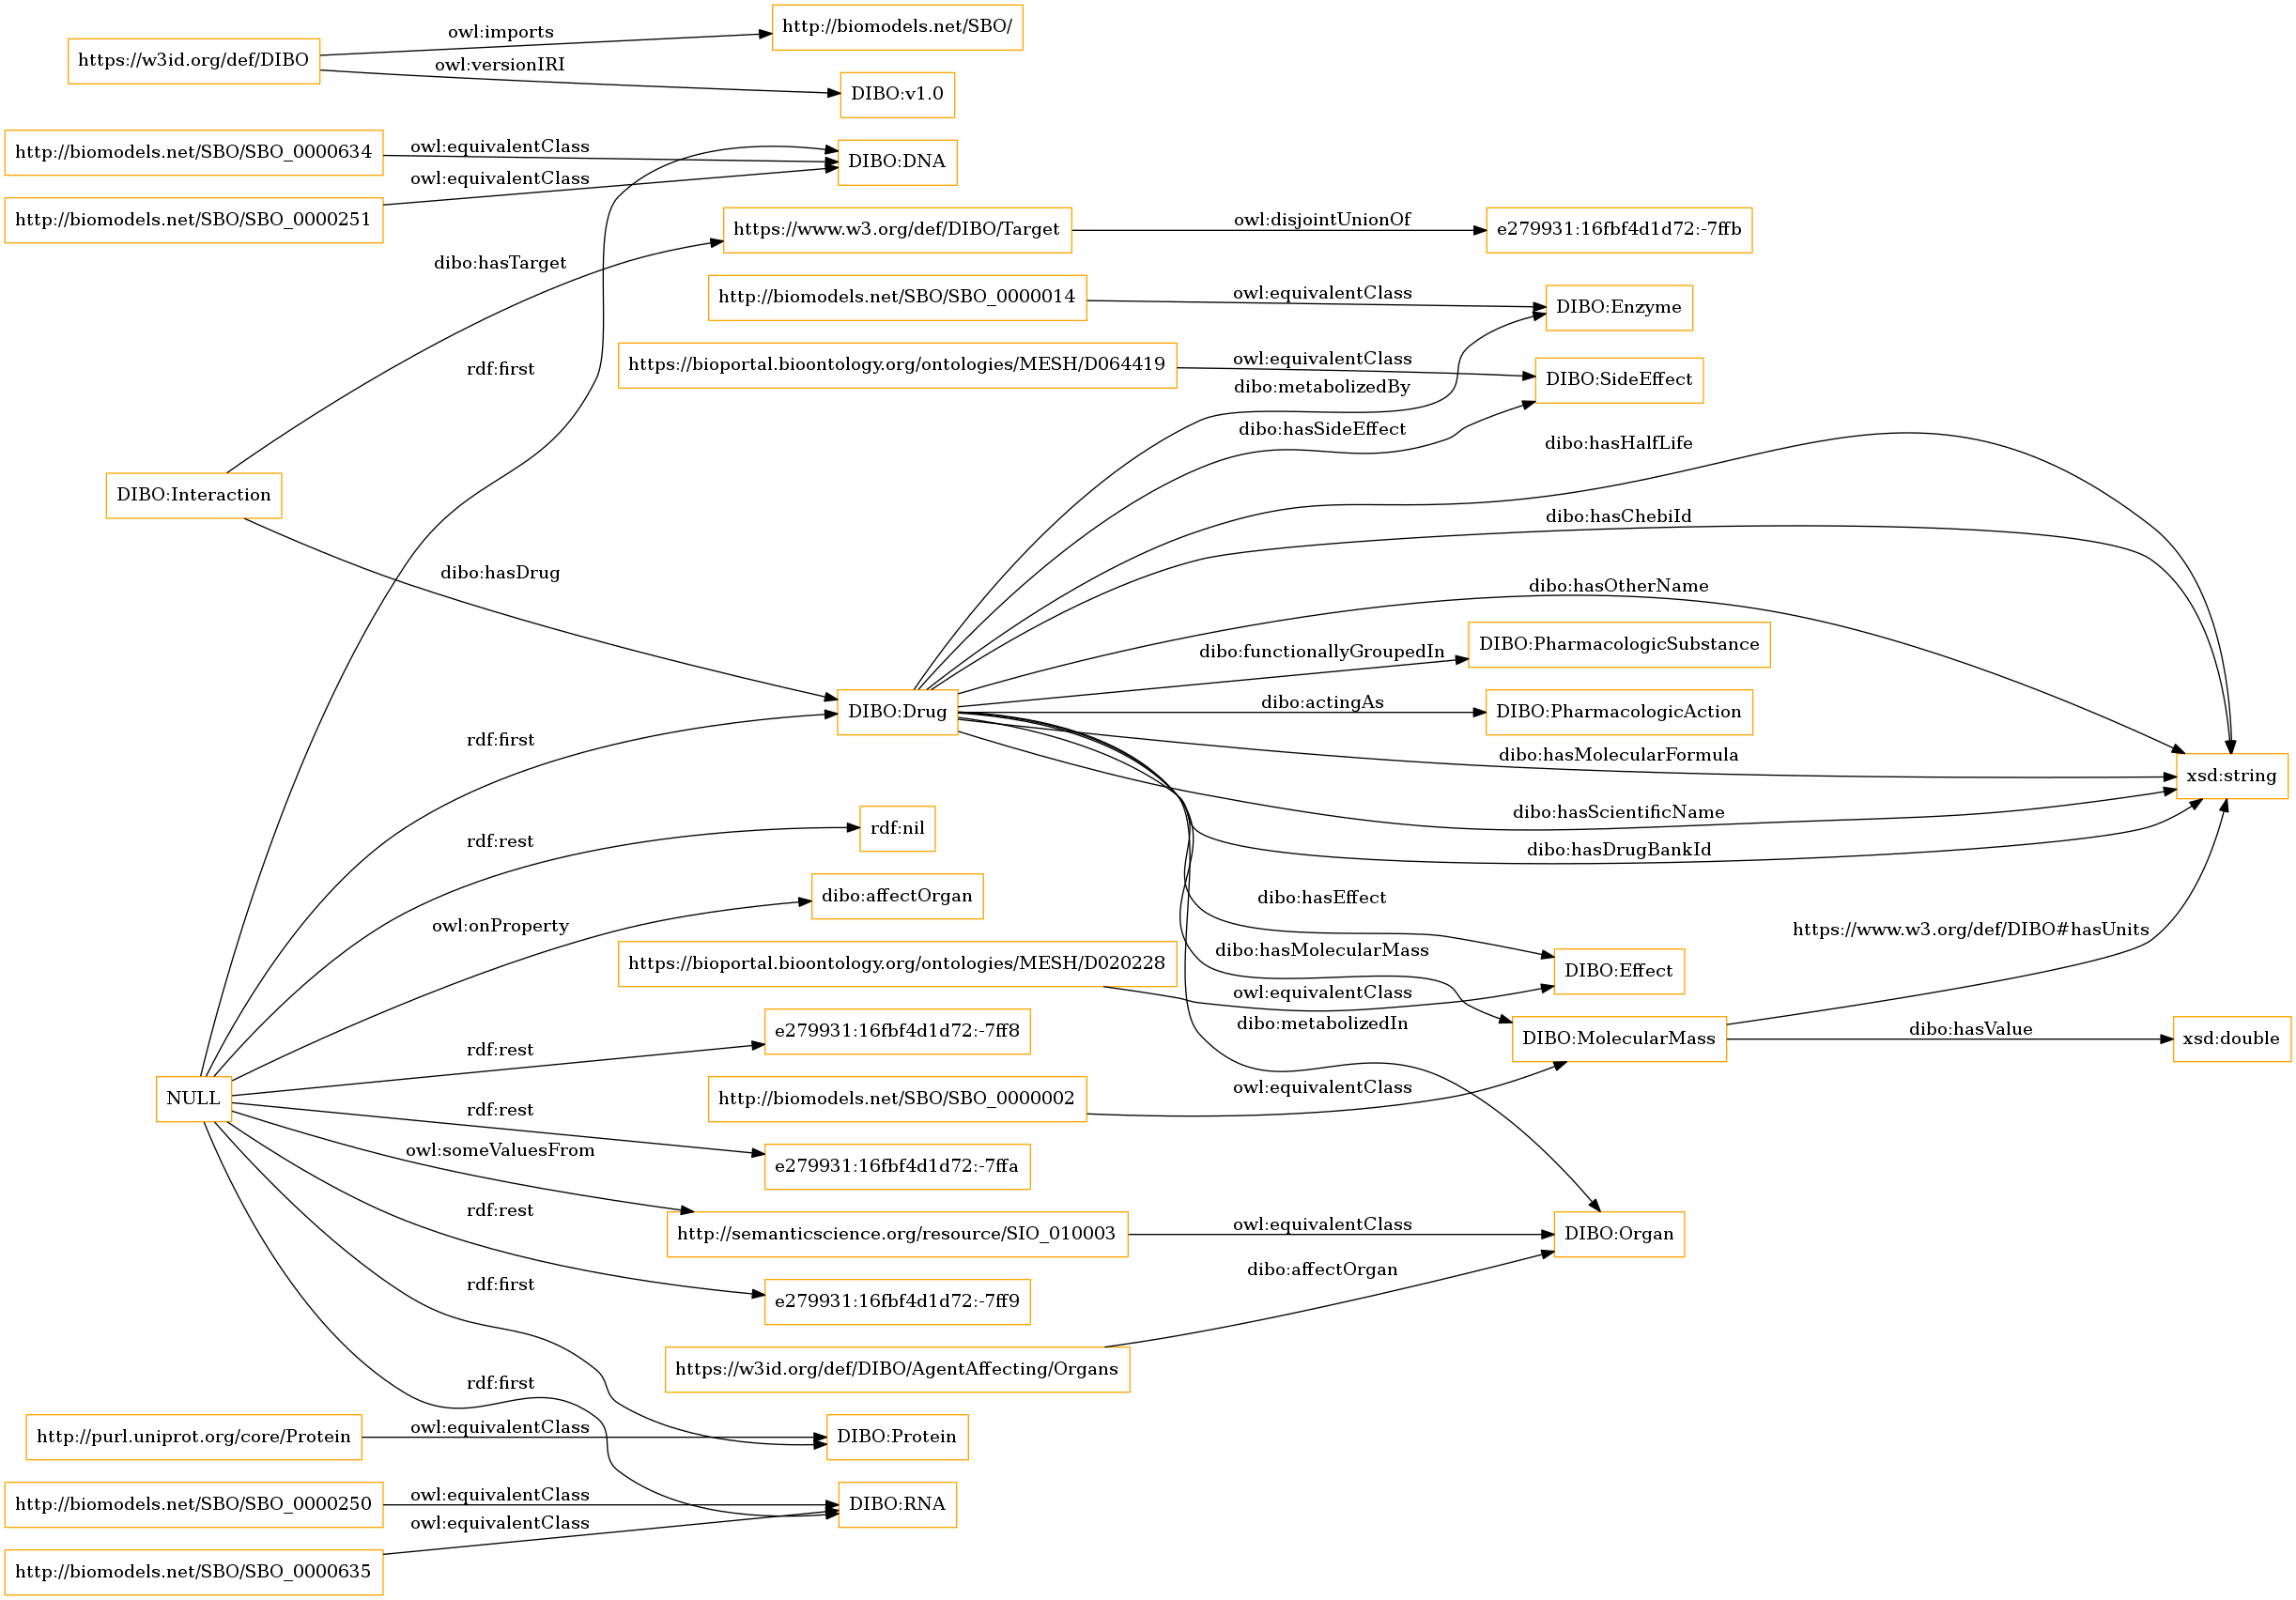 http://biomodels.net/SBO/
owl:imports
https://w3id.org/def/DIBO
owl:versionIRI
DIBO:v1.0
http://biomodels.net/SBO/SBO_0000634
owl:equivalentClass
DIBO:DNA
owl:equivalentClass
http://biomodels.net/SBO/SBO_0000251
https://www.w3.org/def/DIBO/Target
owl:disjointUnionOf
e279931:16fbf4d1d72:-7ffb
dibo:hasTarget
http://biomodels.net/SBO/SBO_0000014
owl:equivalentClass
DIBO:Enzyme
rdf:first
https://bioportal.bioontology.org/ontologies/MESH/D064419
owl:equivalentClass
DIBO:SideEffect
dibo:metabolizedBy
dibo:hasSideEffect
dibo:hasHalfLife
DIBO:Interaction
dibo:hasChebiId
dibo:hasDrug
dibo:hasOtherName
dibo:functionallyGroupedIn
DIBO:PharmacologicSubstance
DIBO:Drug
dibo:actingAs
DIBO:PharmacologicAction
rdf:first
dibo:hasMolecularFormula
xsd:string
dibo:hasScientificName
rdf:nil
rdf:rest
dibo:hasDrugBankId
dibo:affectOrgan
dibo:hasEffect
owl:onProperty
https://www.w3.org/def/DIBO#hasUnits
dibo:hasMolecularMass
https://bioportal.bioontology.org/ontologies/MESH/D020228
owl:equivalentClass
DIBO:Effect
dibo:metabolizedIn
e279931:16fbf4d1d72:-7ff8
rdf:rest
DIBO:MolecularMass
dibo:hasValue
xsd:double
NULL
http://biomodels.net/SBO/SBO_0000002
owl:equivalentClass
rdf:rest
e279931:16fbf4d1d72:-7ffa
owl:someValuesFrom
rdf:rest
http://semanticscience.org/resource/SIO_010003
owl:equivalentClass
DIBO:Organ
dibo:affectOrgan
rdf:first
e279931:16fbf4d1d72:-7ff9
https://w3id.org/def/DIBO/AgentAffecting/Organs
rdf:first
http://purl.uniprot.org/core/Protein
owl:equivalentClass
DIBO:Protein
http://biomodels.net/SBO/SBO_0000250
owl:equivalentClass
DIBO:RNA
owl:equivalentClass
http://biomodels.net/SBO/SBO_0000635